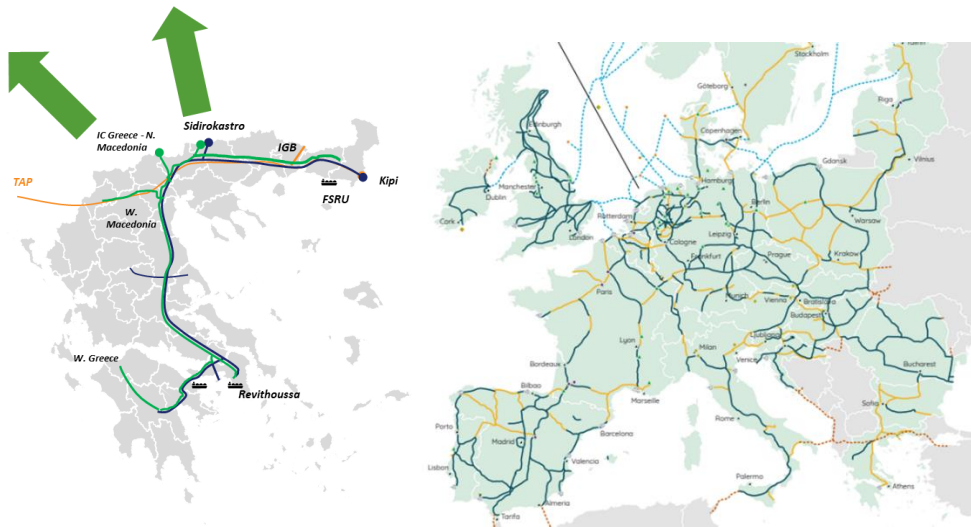 Sidirokastro
IC Greece - N.
Macedonia
IGB
Kipi
TAP
FSRU
W.
Macedonia
W. Greece
Revithoussa
Stockholm
Göteborg
Riga
Edinburgh
Copenhagen
Vilnius
Gdansk
Hamburg
Manchester
Dublin
Berlin
Warsaw
Cork
Rotterdam
London
Leipzig
Cologne
Krakow
Prague
Frankfurt
Paris
Munich
Vienna
Bratislava
Budapest
Ljubljana
Lyon
Milan
Venice
Bucharest
Bordeaux
Bilbao
Marseille
Sofia
Rome
Porto
Barcelona
Madrid
Valencia
Lisbon
Palermo
Athens
Almeria
Tarifa